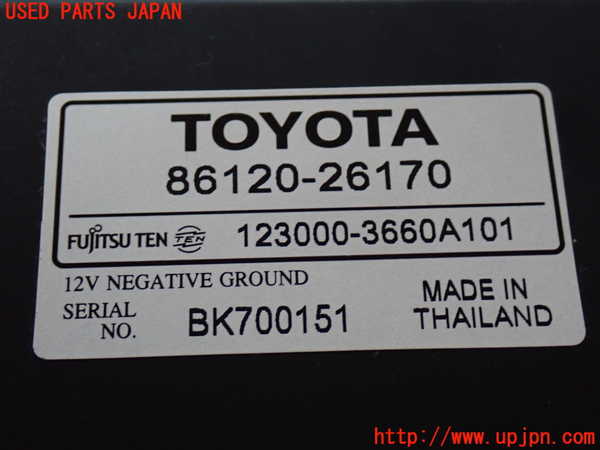 USED PARTS JAPAN
TOYOTA
86120-26170
FUJITSU TEN TEN 123000-3660A101
12V NEGATIVE GROUND
SERIAL NO. BK700151
MADE IN THAILAND
http://www.upjpn.com